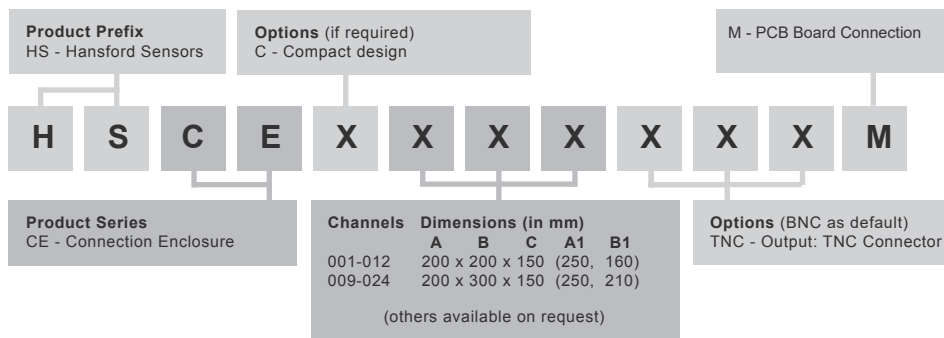 Product Prefix
HS - Hansford Sensors
Options (if required)
C - Compact design
M - PCB Board Connection
H S C E X X X X X X X M
Product Series
CE - Connection Enclosure
Channels Dimensions (in mm)
A B C A1 B1
001-012 200 x 200 x 150 (250, 160)
009-024 200 x 300 x 150 (250, 210)
(others available on request)
Options (BNC as default)
TNC - Output: TNC Connector